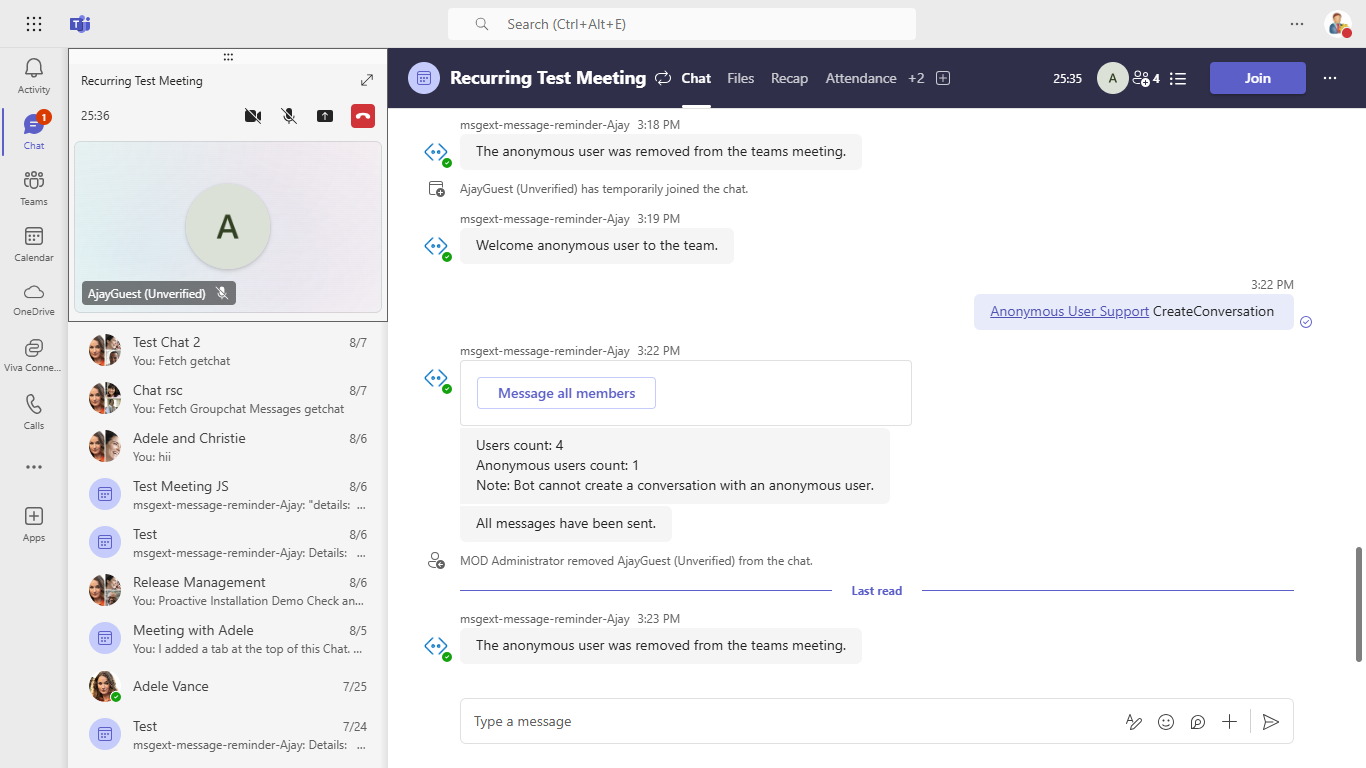 Search (Ctrl+Alt+E)
Activity
1
Chat
Teams
Calendar
OneDrive
Viva Conne...
Calls
Apps
Recurring Test Meeting
25:36
A
AjayGuest (Unverified)
Test Chat 2 8/7
You: Fetch getchat
Chat rsc 8/7
You: Fetch Groupchat Messages getchat
Adele and Christie 8/6
You: hii
Test Meeting JS 8/6
msgext-message-reminder-Ajay: "details: ...
Test 8/6
msgext-message-reminder-Ajay: Details: ...
Release Management 8/6
You: Proactive Installation Demo Check an...
Meeting with Adele 8/5
You: I added a tab at the top of this Chat. ...
Adele Vance 7/25
Test 7/24
msgext-message-reminder-Ajay: Details: ...
Recurring Test Meeting Chat Files Recap Attendance +2 25:35 A 4 Join
msgext-message-reminder-Ajay 3:18 PM
The anonymous user was removed from the teams meeting.
AjayGuest (Unverified) has temporarily joined the chat.
msgext-message-reminder-Ajay 3:19 PM
Welcome anonymous user to the team.
3:22 PM
Anonymous User Support CreateConversation
msgext-message-reminder-Ajay 3:22 PM
Message all members
Users count: 4
Anonymous users count: 1
Note: Bot cannot create a conversation with an anonymous user.
All messages have been sent.
MOD Administrator removed AjayGuest (Unverified) from the chat.
Last read
msgext-message-reminder-Ajay 3:23 PM
The anonymous user was removed from the teams meeting.
Type a message